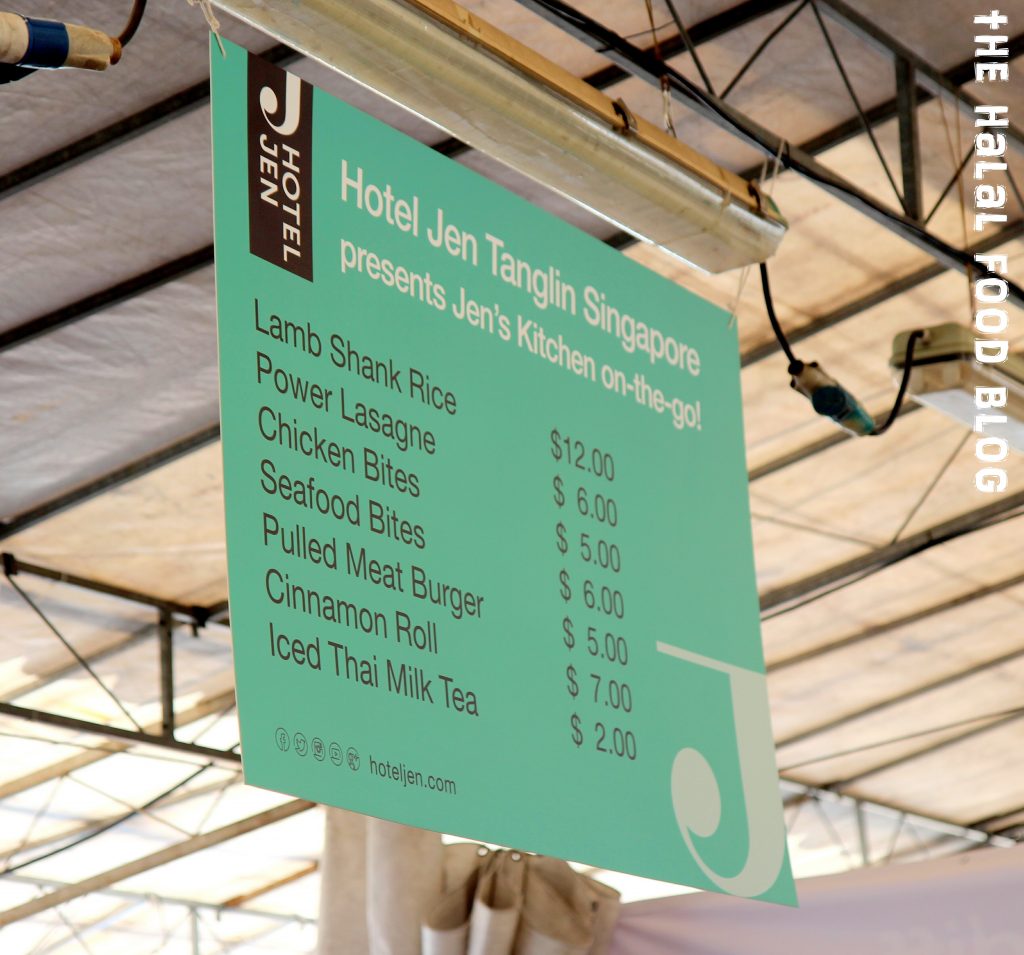 J
HOTEL
JEN
Hotel Jen Tanglin Singapore
presents Jen's Kitchen on-the-go!
Lamb Shank Rice $12.00
Power Lasagne $ 6.00
Chicken Bites $ 5.00
Seafood Bites $ 6.00
Pulled Meat Burger $ 5.00
Cinnamon Roll $ 7.00
Iced Thai Milk Tea $ 2.00
hoteljen.com
J
tHE HaLaL FOOD BLOG